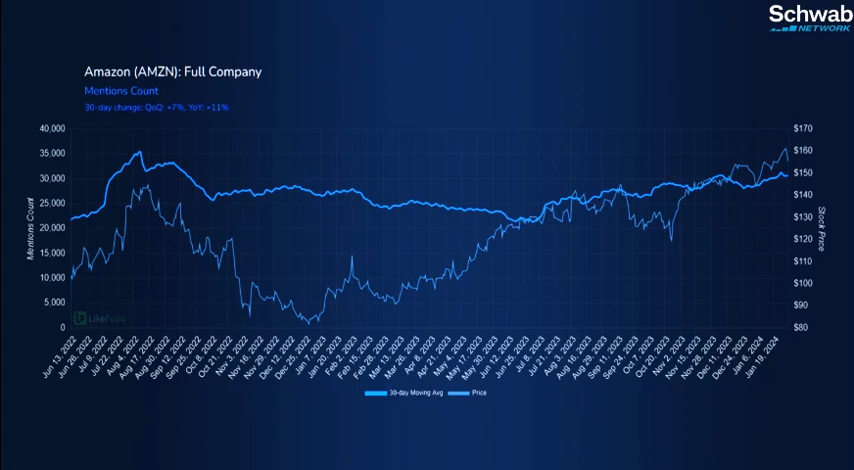 Schwab
NETWORK
Amazon (AMZN): Full Company
Mentions Count
30-day change: QoQ: +7%, YoY: +11%
40,000
35,000
30,000
25,000
20,000
15,000
10,000
5,000
0
Mentions Count
$170
$160
$150
$140
$130
$120
$110
$100
$90
$80
Stock Price
LikeFolio
Jun 13, 2022
Jun 26, 2022
Jul 9, 2022
Jul 22, 2022
Aug 4, 2022
Aug 17, 2022
Aug 30, 2022
Sep 12, 2022
Sep 25, 2022
Oct 8, 2022
Oct 21, 2022
Nov 3, 2022
Nov 16, 2022
Nov 29, 2022
Dec 12, 2022
Dec 25, 2022
Jan 7, 2023
Jan 20, 2023
Feb 2, 2023
Feb 15, 2023
Feb 28, 2023
Mar 13, 2023
Mar 26, 2023
Apr 8, 2023
Apr 21, 2023
May 4, 2023
May 17, 2023
May 30, 2023
Jun 12, 2023
Jun 25, 2023
Jul 8, 2023
Jul 21, 2023
Aug 3, 2023
Aug 16, 2023
Aug 29, 2023
Sep 11, 2023
Sep 24, 2023
Oct 7, 2023
Oct 20, 2023
Nov 2, 2023
Nov 15, 2023
Nov 28, 2023
Dec 11, 2023
Dec 24, 2023
Jan 6, 2024
Jan 19, 2024
30-day Moving Avg
Price